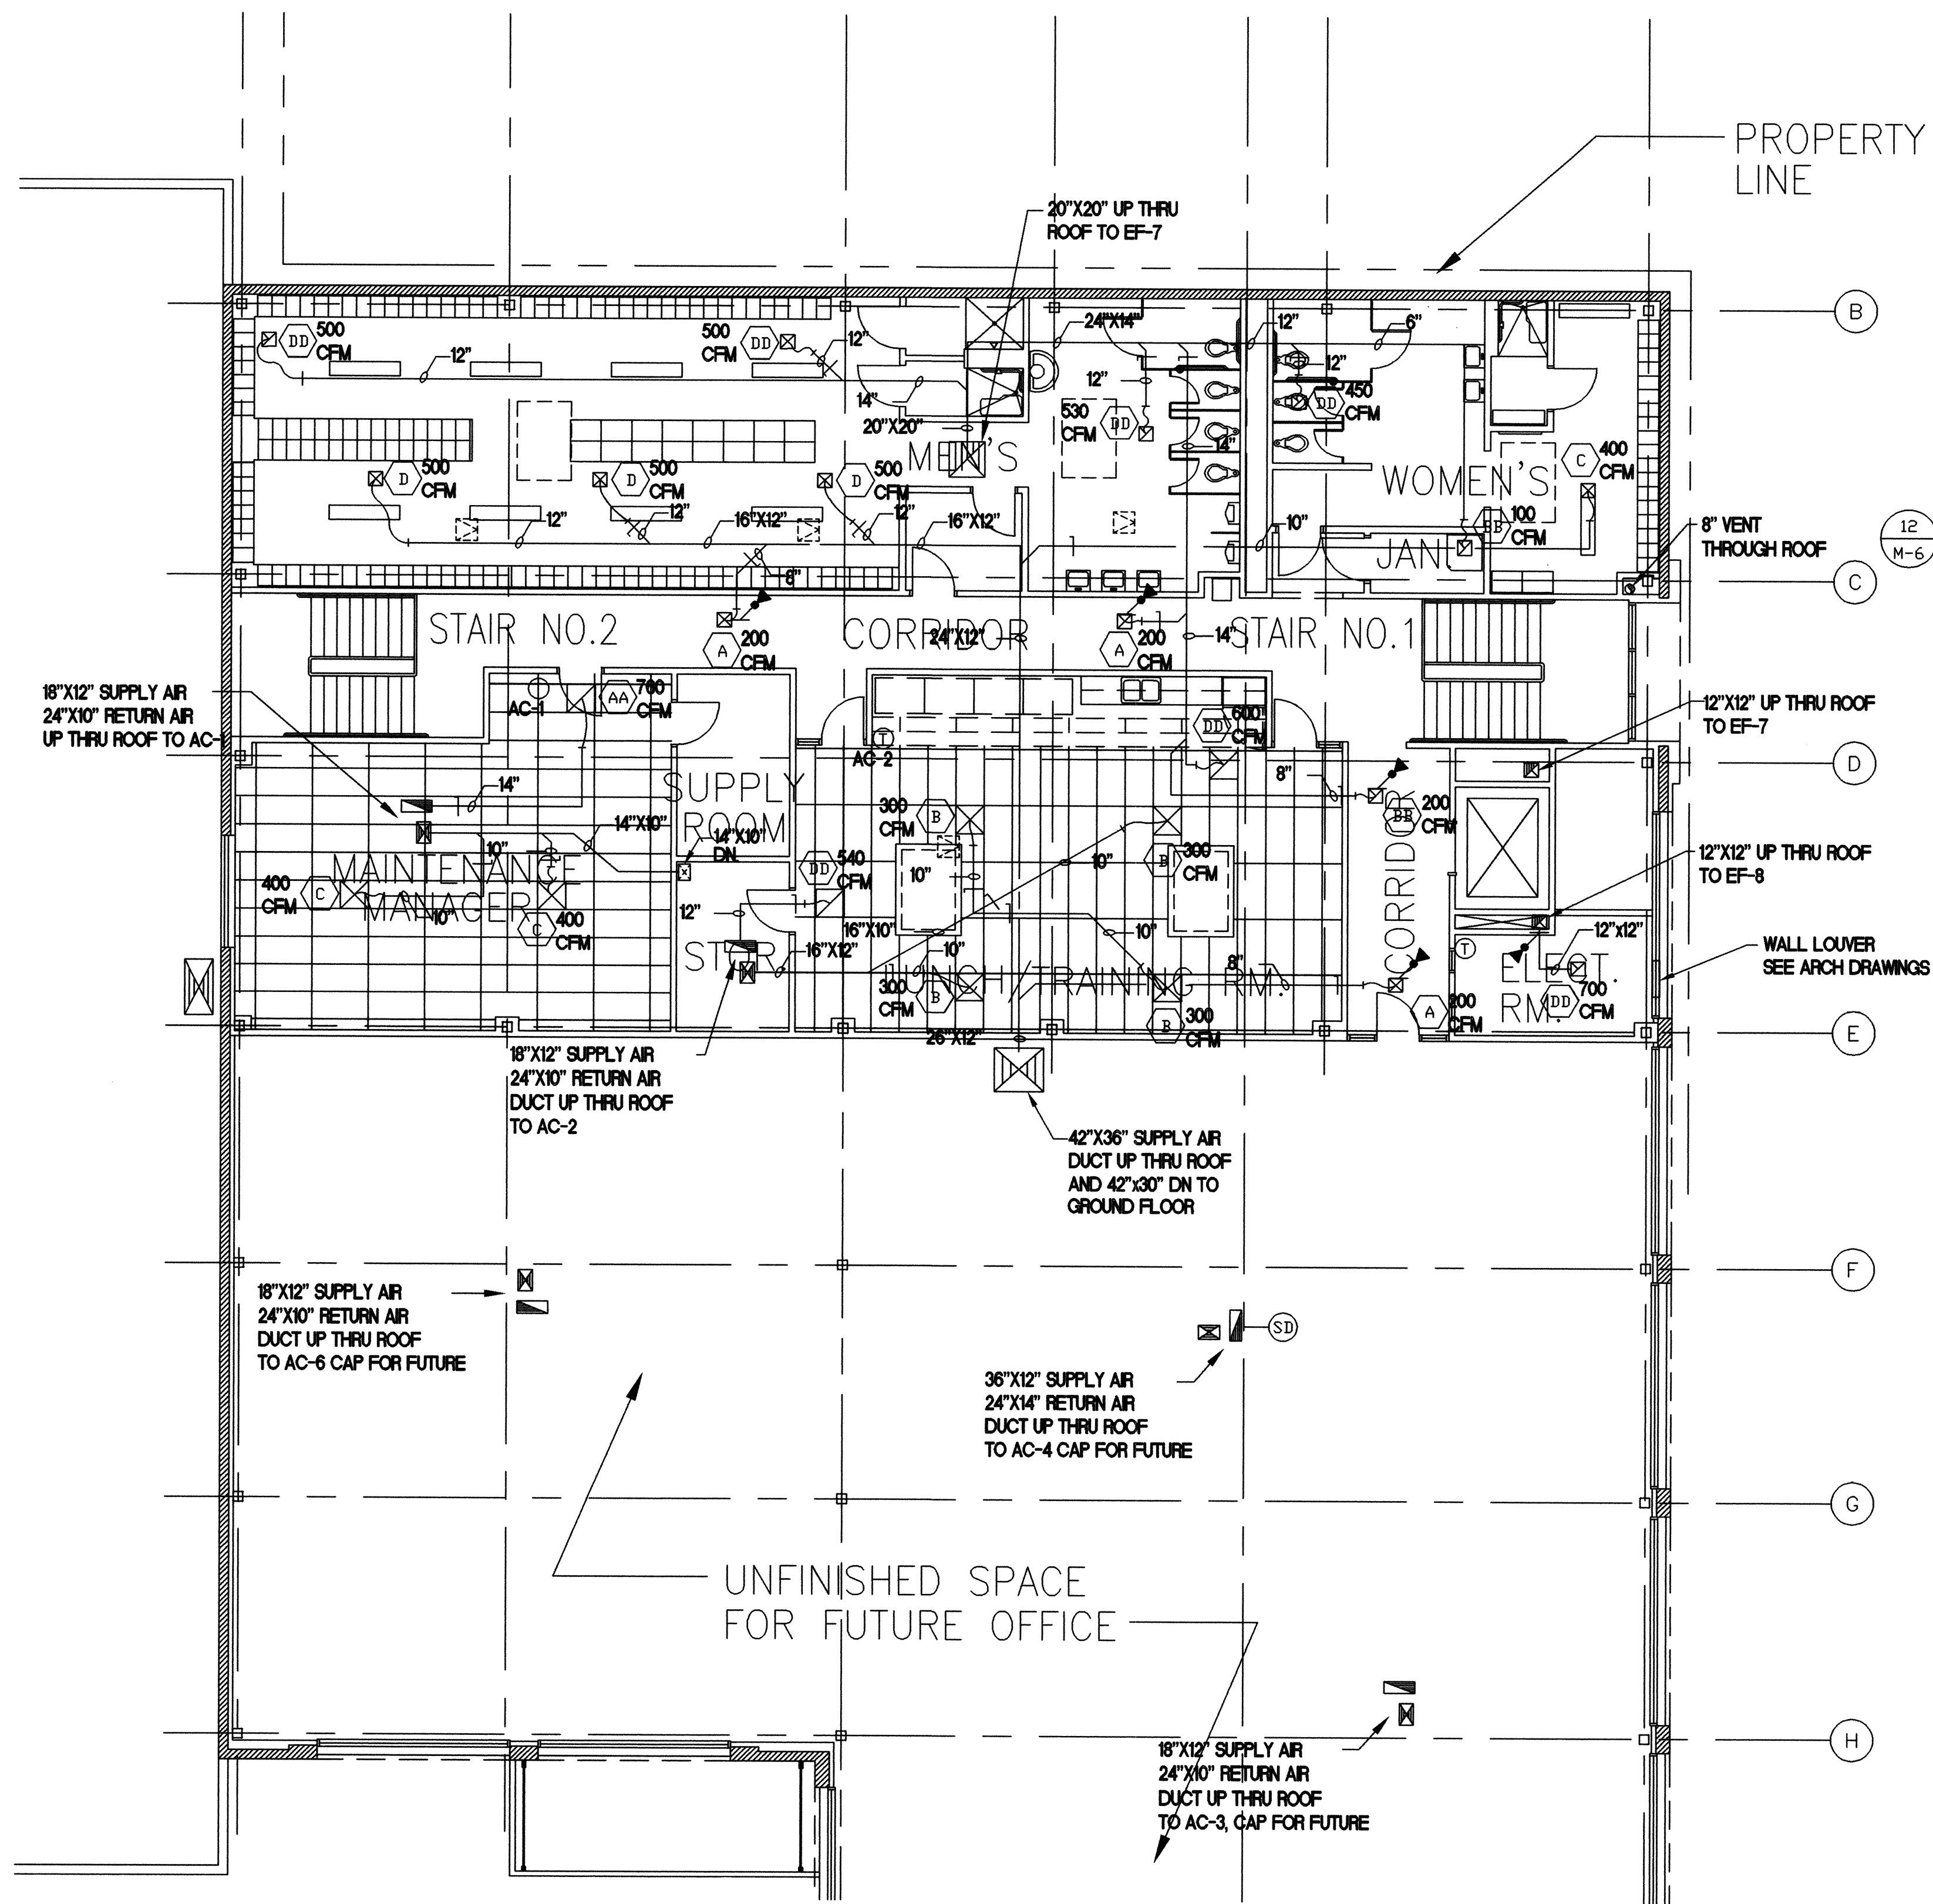 PROPERTY
LINE
20"X20" UP THRU
ROOF TO EF-7
B
DD
500
CFM
500
CFM
DD
12"
12"
24"X14"
12"
6"
12"
12"
14"
20"X20"
530
CFM
DD
DD
450
CFM
14"
MEN'S
WOMEN'S
C
400
CFM
D
500
CFM
D
500
CFM
D
500
CFM
12"
12"
16"X12"
12"
16"X12"
10"
BB
100
CFM
JAN.
8" VENT
THROUGH ROOF
12
M-6
8"
C
STAIR NO.2
A
200
CFM
CORRIDOR
24"X12"
A
200
CFM
14"
STAIR NO.1
18"X12" SUPPLY AIR
24"X10" RETURN AIR
UP THRU ROOF TO AC-
AC-1
AA
760
CFM
DD
600
CFM
12"X12" UP THRU ROOF
TO EF-7
T
AC-2
D
14"
SUPPLY
ROOM
8"
300
CFM
B
BB
200
CFM
CORRIDOR
14"X10"
14"X10"
DN.
10"
MAINTENANCE
MANAGER
400
CFM
C
10"
C
400
CFM
DD
540
CFM
10"
10"
10"
B
300
CFM
12"X12" UP THRU ROOF
TO EF-8
12"
STOR.
16"X10"
16"X12"
10"
10"
8"
LUNCH/TRAINING RM.
T
12"x12"
ELECT.
RM.
DD
700
CFM
WALL LOUVER
SEE ARCH DRAWINGS
300
CFM
B
B
300
CFM
A
200
CFM
26"X12"
E
18"X12" SUPPLY AIR
24"X10" RETURN AIR
DUCT UP THRU ROOF
TO AC-2
42"X36" SUPPLY AIR
DUCT UP THRU ROOF
AND 42"x30" DN TO
GROUND FLOOR
F
18"X12" SUPPLY AIR
24"X10" RETURN AIR
DUCT UP THRU ROOF
TO AC-6 CAP FOR FUTURE
SD
36"X12" SUPPLY AIR
24"X14" RETURN AIR
DUCT UP THRU ROOF
TO AC-4 CAP FOR FUTURE
G
UNFINISHED SPACE
FOR FUTURE OFFICE
H
18"X12" SUPPLY AIR
24"X10" RETURN AIR
DUCT UP THRU ROOF
TO AC-3, CAP FOR FUTURE